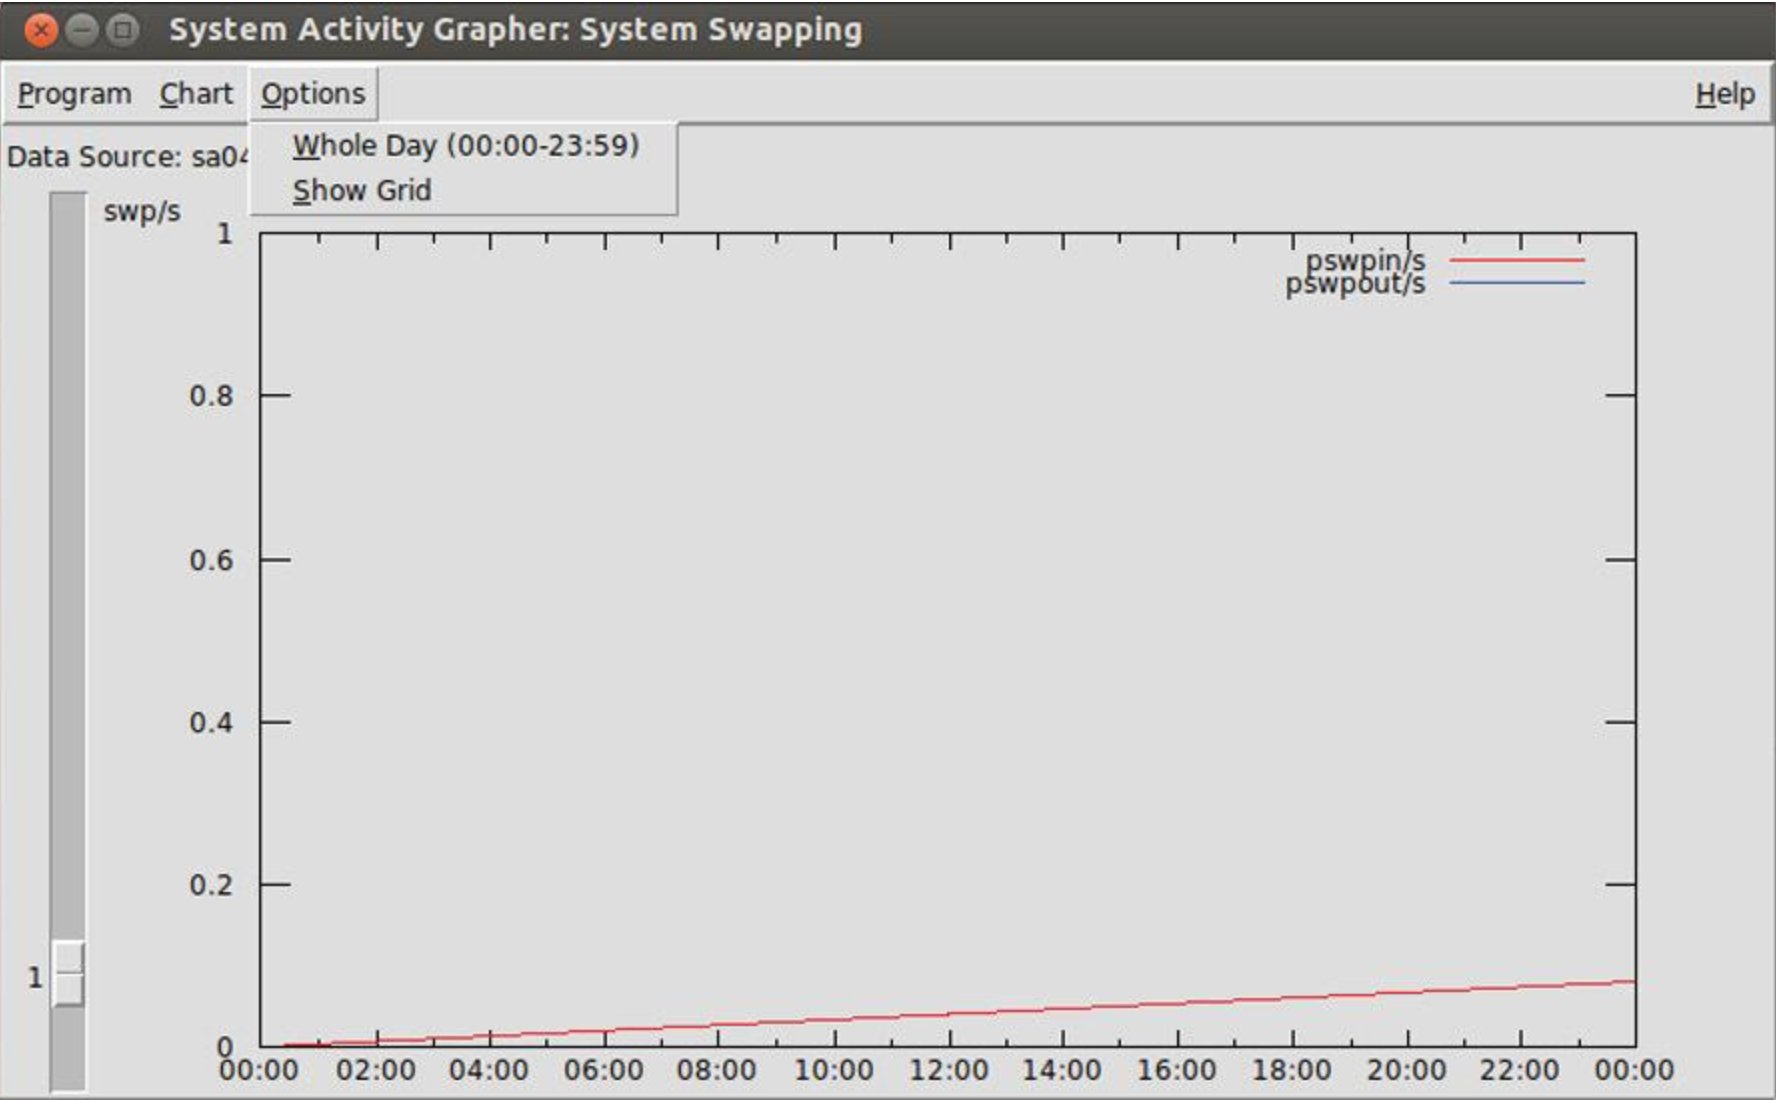 System Activity Grapher: System Swapping
Program Chart Options Help
Whole Day (00:00-23:59)
Data Source: sa04
Show Grid
swp/s
1
pswpin/s
pswpout/s
0.8
0.6
0.4
0.2
1
0
00:00 02:00 04:00 06:00 08:00 10:00 12:00 14:00 16:00 18:00 20:00 22:00 00:00